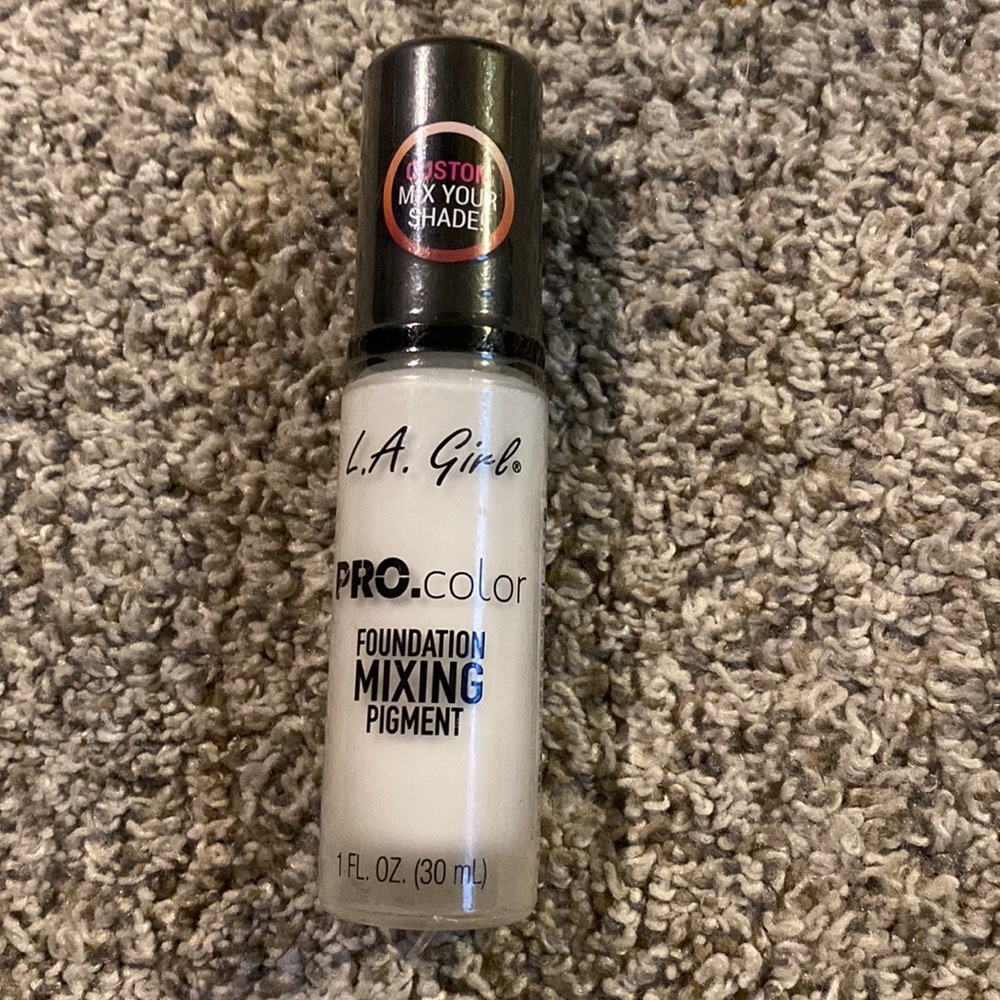 CUSTOM
MIX YOUR
SHADE!
L.A. Girl®
PRO.color
FOUNDATION
MIXING
PIGMENT
1 FL. OZ. (30 mL)